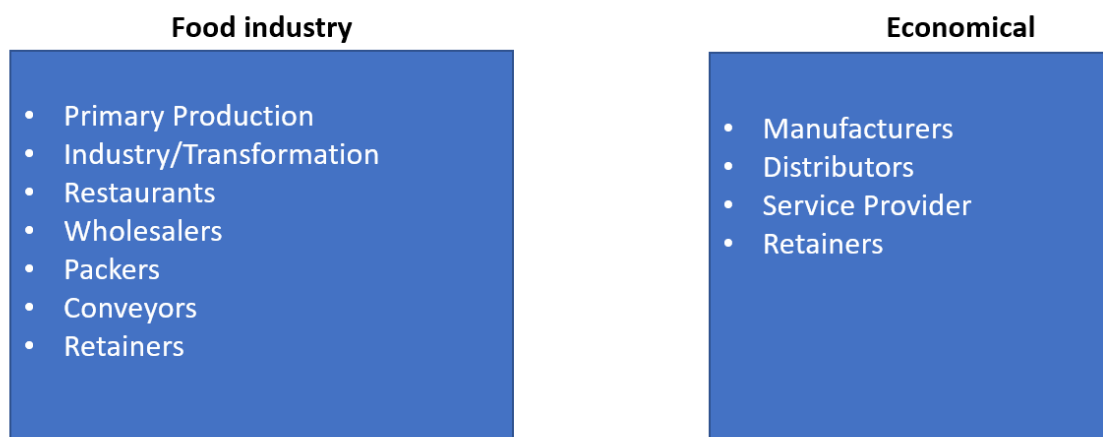 Food industry
• Primary Production
• Industry/Transformation
• Restaurants
• Wholesalers
• Packers
• Conveyors
• Retainers
Economical
• Manufacturers
• Distributors
• Service Provider
• Retainers